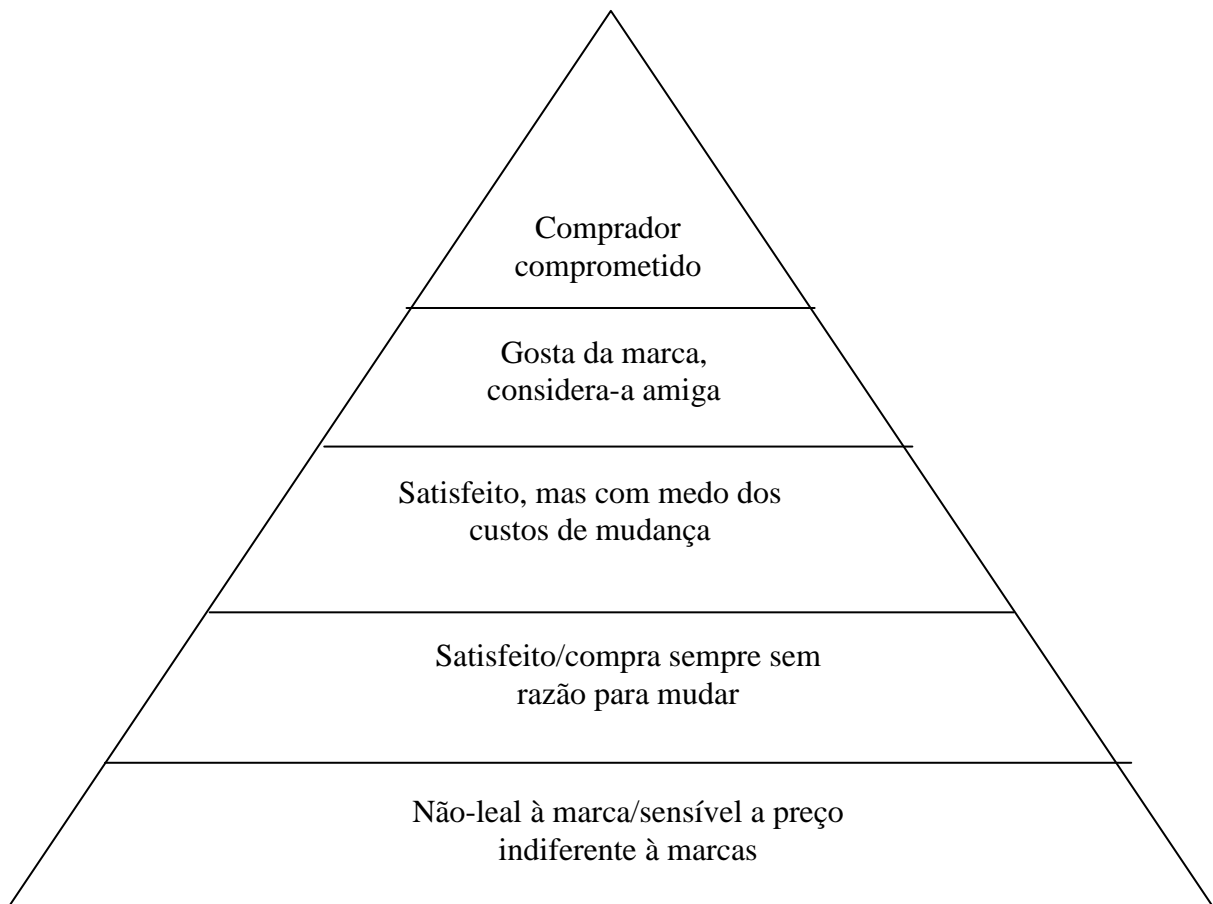 Comprador
comprometido
Gosta da marca,
considera-a amiga
Satisfeito, mas com medo dos
custos de mudança
Satisfeito/compra sempre sem
razão para mudar
Não-leal à marca/sensível a preço
indiferente à marcas